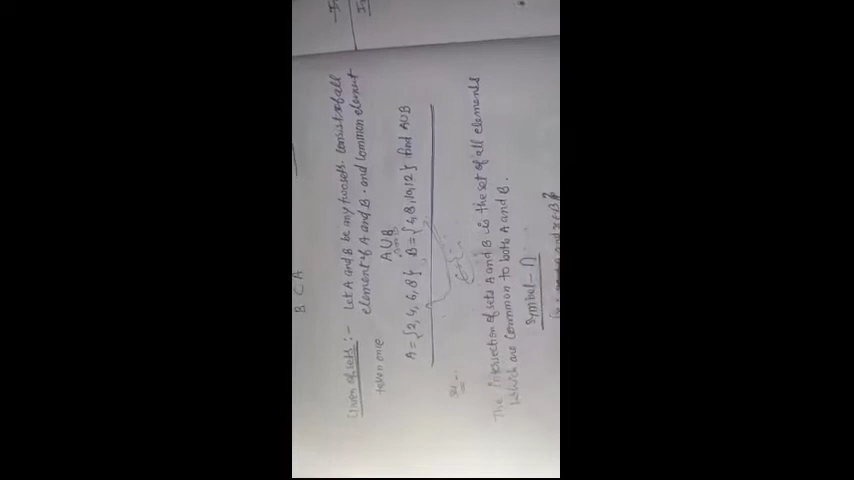 B ⊂ A
Union of sets :- Let A and B be any two sets. consist of all
element of A and B. and common element
taken once
A∪B
A = {2, 4, 6, 8} , B = {4, 8, 10, 12} find A∪B
Sol -
The intersection of sets A and B is the set of all elements
which are common to both A and B.
Symbol - ∩